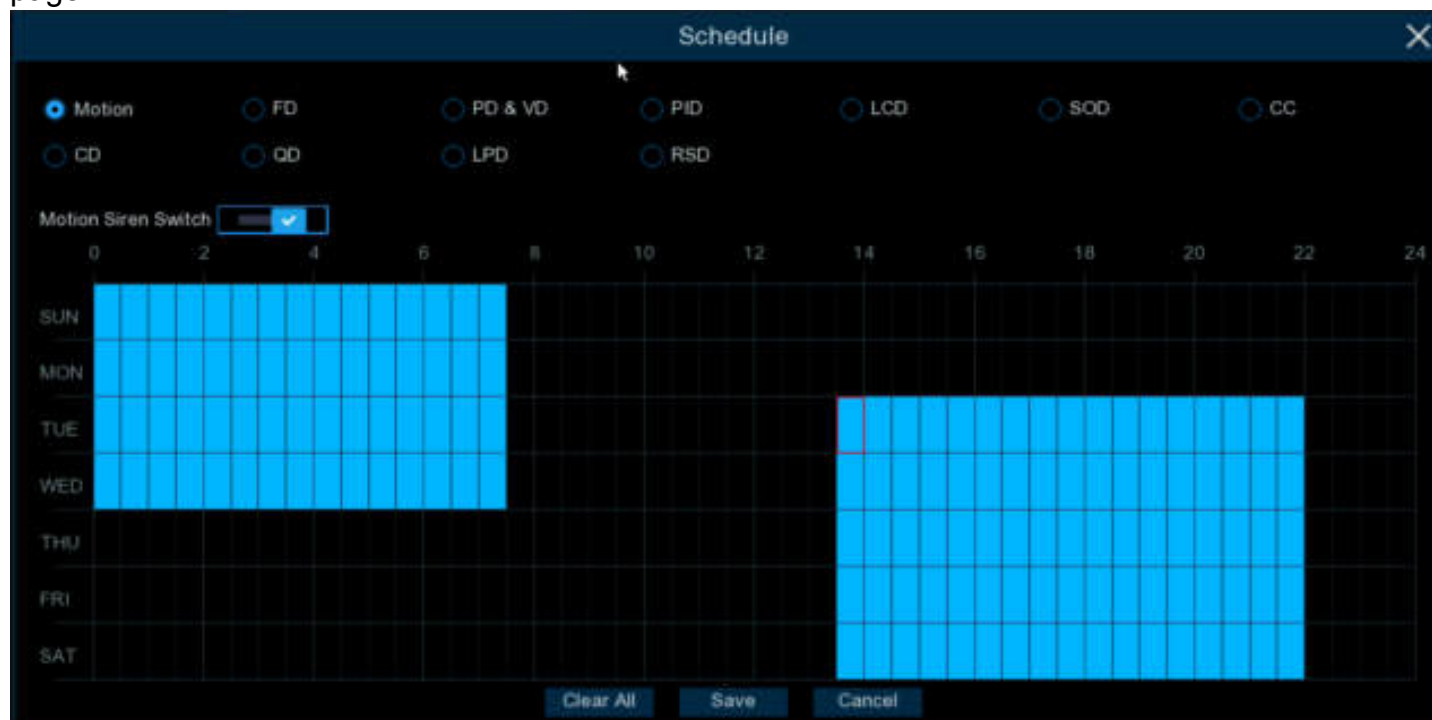 Schedule
Motion FD PD & VD PID LCD SOD CC
CD QD LPD RSD
Motion Siren Switch
0 2 4 6 8 10 12 14 16 18 20 22 24
SUN
MON
TUE
WED
THU
FRI
SAT
Clear All Save Cancel